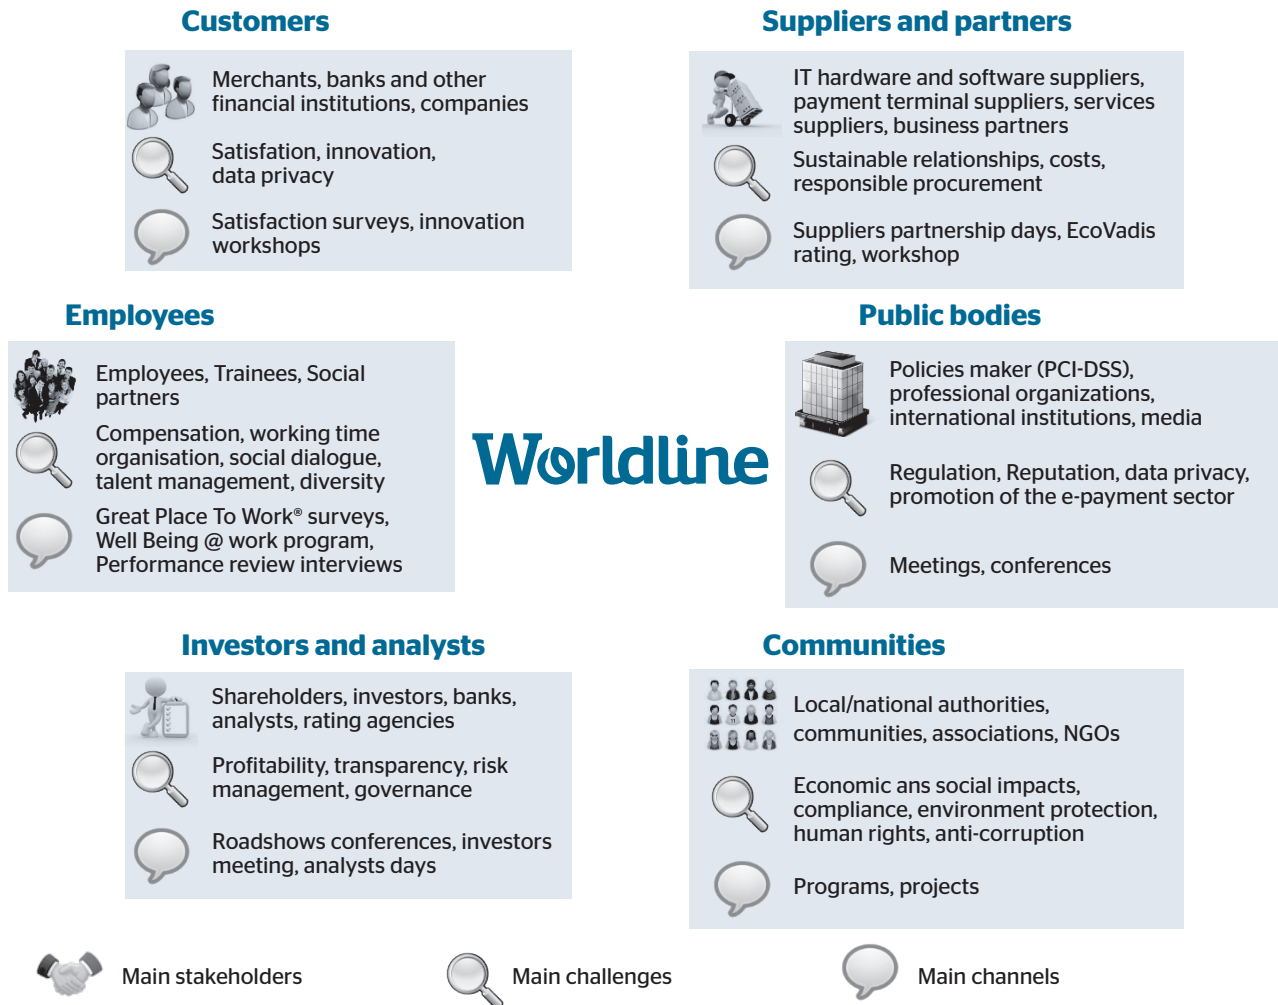 Customers
Merchants, banks and other
financial institutions, companies
Satisfation, innovation,
data privacy
Satisfaction surveys, innovation
workshops
Suppliers and partners
IT hardware and software suppliers,
payment terminal suppliers, services
suppliers, business partners
Sustainable relationships, costs,
responsible procurement
Suppliers partnership days, EcoVadis
rating, workshop
Employees
Employees, Trainees, Social
partners
Compensation, working time
organisation, social dialogue,
talent management, diversity
Great Place To Work® surveys,
Well Being @ work program,
Performance review interviews
Worldline
Public bodies
Policies maker (PCI-DSS),
professional organizations,
international institutions, media
Regulation, Reputation, data privacy,
promotion of the e-payment sector
Meetings, conferences
Investors and analysts
Shareholders, investors, banks,
analysts, rating agencies
Profitability, transparency, risk
management, governance
Roadshows conferences, investors
meeting, analysts days
Communities
Local/national authorities,
communities, associations, NGOs
Economic ans social impacts,
compliance, environment protection,
human rights, anti-corruption
Programs, projects
Main stakeholders
Main challenges
Main channels